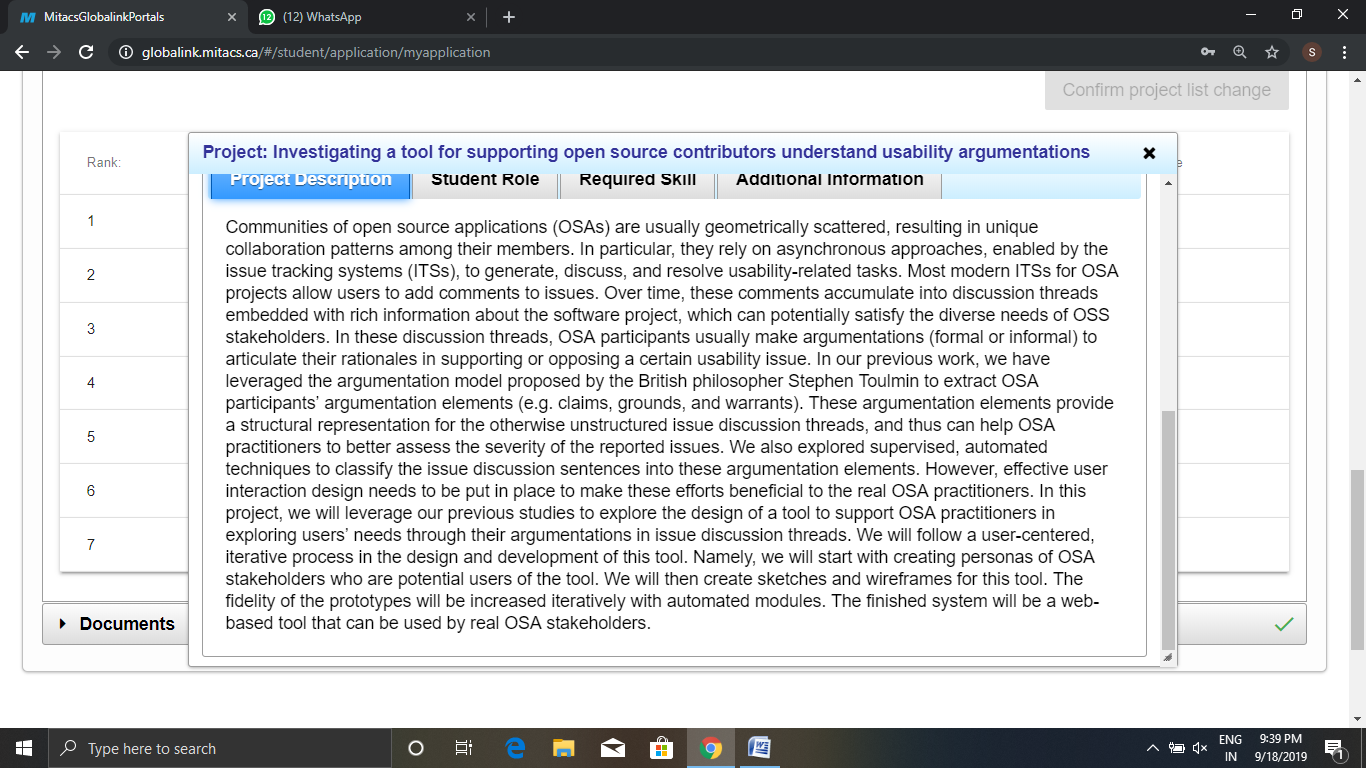 MitacsGlobalinkPortals
12
(12) WhatsApp
globalink.mitacs.ca/#/student/application/myapplication
S
Confirm project list change
Rank:
Project: Investigating a tool for supporting open source contributors understand usability argumentations
e
Project Description
Student Role
Required Skill
Additional Information
Communities of open source applications (OSAs) are usually geometrically scattered, resulting in unique
collaboration patterns among their members. In particular, they rely on asynchronous approaches, enabled by the
issue tracking systems (ITSs), to generate, discuss, and resolve usability-related tasks. Most modern ITSs for OSA
projects allow users to add comments to issues. Over time, these comments accumulate into discussion threads
embedded with rich information about the software project, which can potentially satisfy the diverse needs of OSS
stakeholders. In these discussion threads, OSA participants usually make argumentations (formal or informal) to
articulate their rationales in supporting or opposing a certain usability issue. In our previous work, we have
leveraged the argumentation model proposed by the British philosopher Stephen Toulmin to extract OSA
participants’ argumentation elements (e.g. claims, grounds, and warrants). These argumentation elements provide
a structural representation for the otherwise unstructured issue discussion threads, and thus can help OSA
practitioners to better assess the severity of the reported issues. We also explored supervised, automated
techniques to classify the issue discussion sentences into these argumentation elements. However, effective user
interaction design needs to be put in place to make these efforts beneficial to the real OSA practitioners. In this
project, we will leverage our previous studies to explore the design of a tool to support OSA practitioners in
exploring users’ needs through their argumentations in issue discussion threads. We will follow a user-centered,
iterative process in the design and development of this tool. Namely, we will start with creating personas of OSA
stakeholders who are potential users of the tool. We will then create sketches and wireframes for this tool. The
fidelity of the prototypes will be increased iteratively with automated modules. The finished system will be a web-
based tool that can be used by real OSA stakeholders.
1
2
3
4
5
6
7
Documents
Type here to search
ENG
IN
9:39 PM
9/18/2019
1